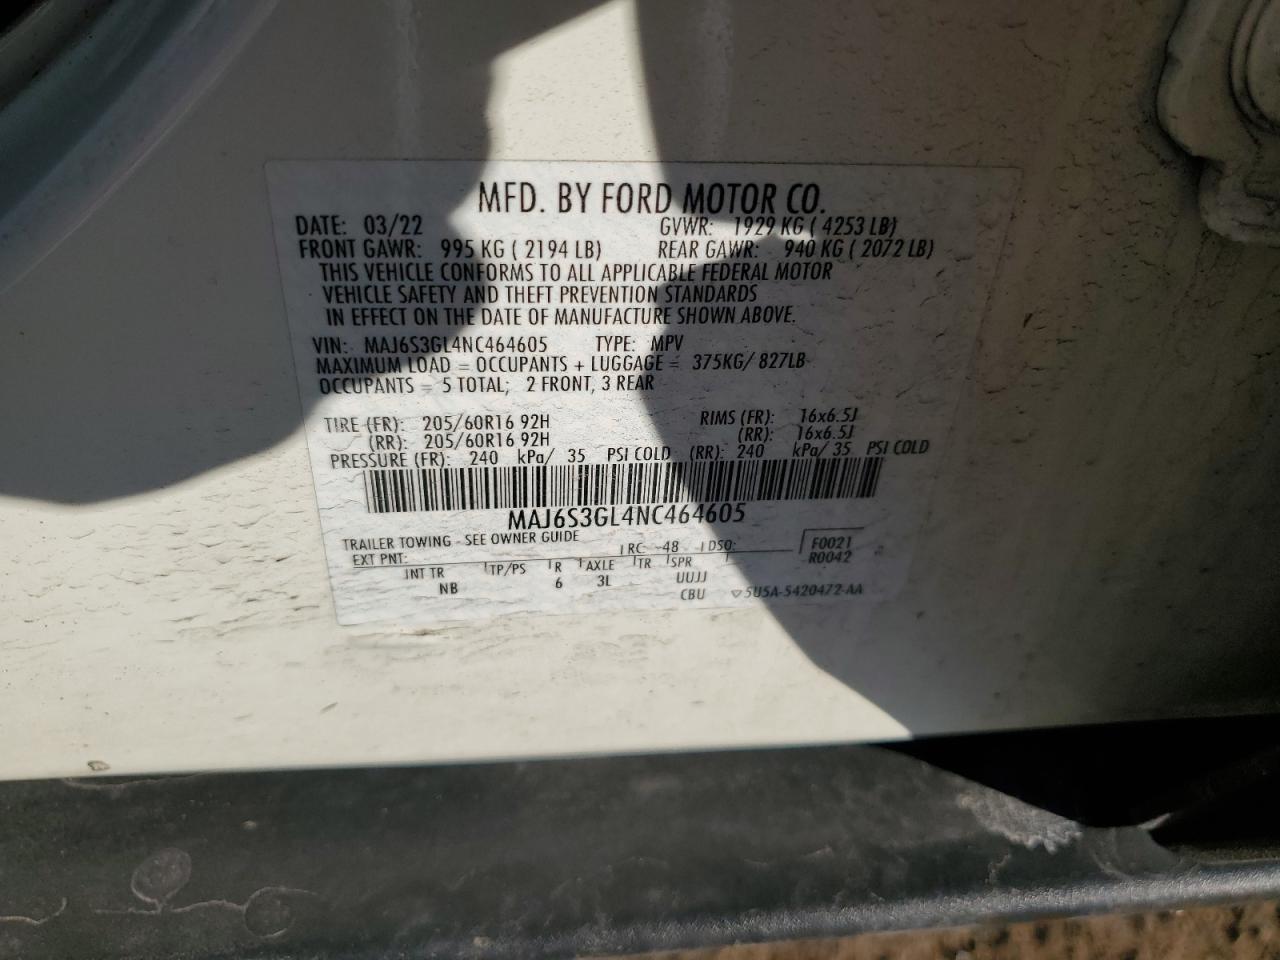 MFD. BY FORD MOTOR CO.
DATE: 03/22 GVWR: 1929 KG ( 4253 LB)
FRONT GAWR: 995 KG ( 2194 LB) REAR GAWR: 940 KG ( 2072 LB)
THIS VEHICLE CONFORMS TO ALL APPLICABLE FEDERAL MOTOR
VEHICLE SAFETY AND THEFT PREVENTION STANDARDS
IN EFFECT ON THE DATE OF MANUFACTURE SHOWN ABOVE.
VIN: MAJ6S3GL4NC464605 TYPE: MPV
MAXIMUM LOAD = OCCUPANTS + LUGGAGE = 375KG/ 827LB
OCCUPANTS = 5 TOTAL; 2 FRONT, 3 REAR
TIRE (FR): 205/60R16 92H RIMS (FR): 16x6.5J
(RR): 205/60R16 92H (RR): 16x6.5J
PRESSURE (FR): 240 kPa/ 35 PSI COLD (RR): 240 kPa/ 35 PSI COLD
MAJ6S3GL4NC464605
TRAILER TOWING - SEE OWNER GUIDE
EXT PNT: RC: 48 DSO: F0021
R0042
INT TR TP/PS R AXLE TR SPR
NB 6 3L UUJJ
CBU ▽5U5A-5420472-AA